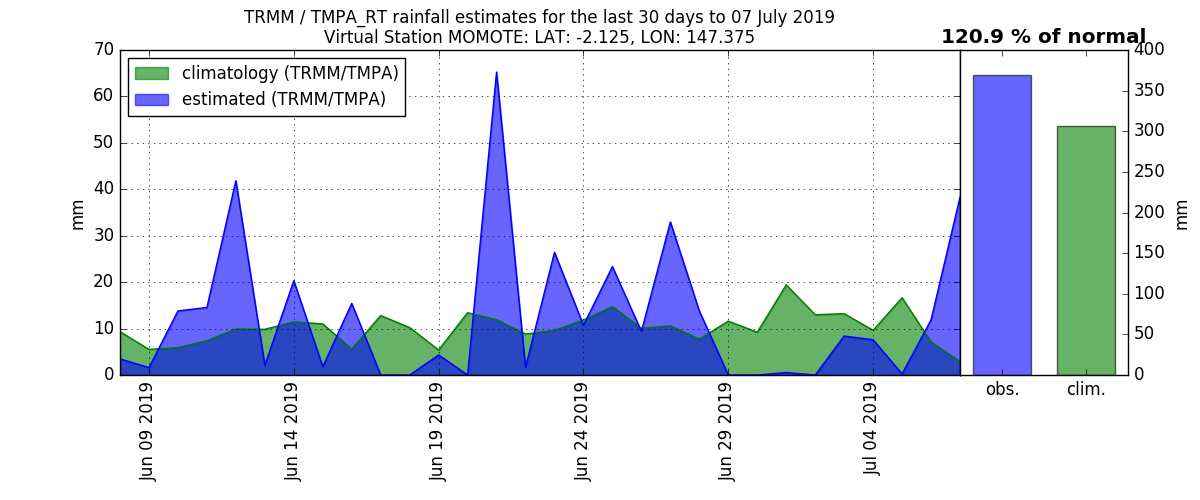 TRMM / TMPA_RT rainfall estimates for the last 30 days to 07 July 2019
Virtual Station MOMOTE: LAT: -2.125, LON: 147.375
120.9 % of normal
climatology (TRMM/TMPA)
estimated (TRMM/TMPA)
70
60
50
40
30
20
10
0
mm
Jun 09 2019
Jun 14 2019
Jun 19 2019
Jun 24 2019
Jun 29 2019
Jul 04 2019
400
350
300
250
200
150
100
50
0
mm
obs.
clim.